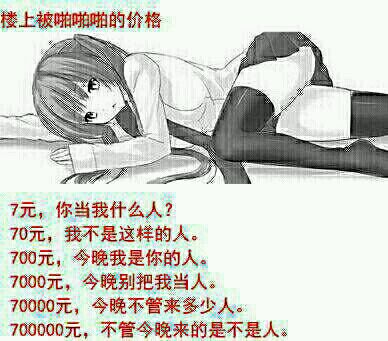 楼上被啪啪啪的价格
7元，你当我什么人？
70元，我不是这样的人。
700元，今晚我是你的人。
7000元，今晚别把我当人。
70000元，今晚不管来多少人。
700000元，不管今晚来的是不是人。